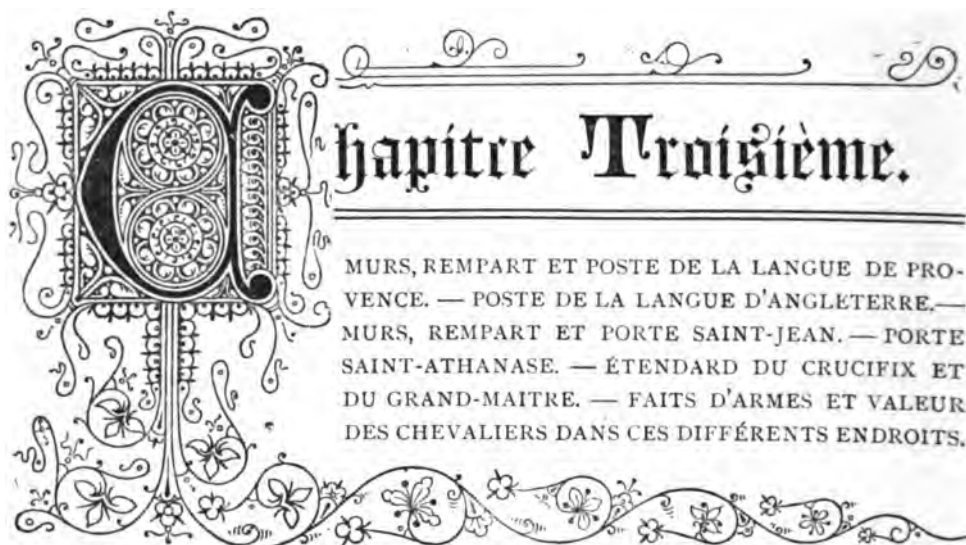 Chapitre Troisième.
MURS, REMPART ET POSTE DE LA LANGUE DE PRO-
VENCE. — POSTE DE LA LANGUE D'ANGLETERRE. —
MURS, REMPART ET PORTE SAINT-JEAN. — PORTE
SAINT-ATHANASE. — ÉTENDARD DU CRUCIFIX ET
DU GRAND-MAITRE. — FAITS D'ARMES ET VALEUR
DES CHEVALIERS DANS CES DIFFÉRENTS ENDROITS.